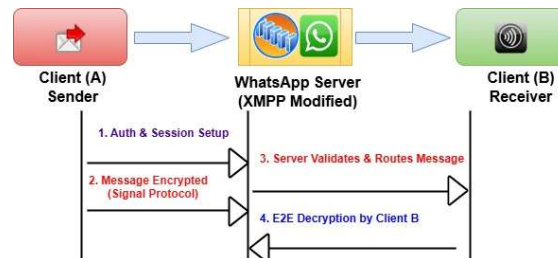 Client (A)
Sender
WhatsApp Server
(XMPP Modified)
Client (B)
Receiver
1. Auth & Session Setup
2. Message Encrypted
(Signal Protocol)
3. Server Validates & Routes Message
4. E2E Decryption by Client B